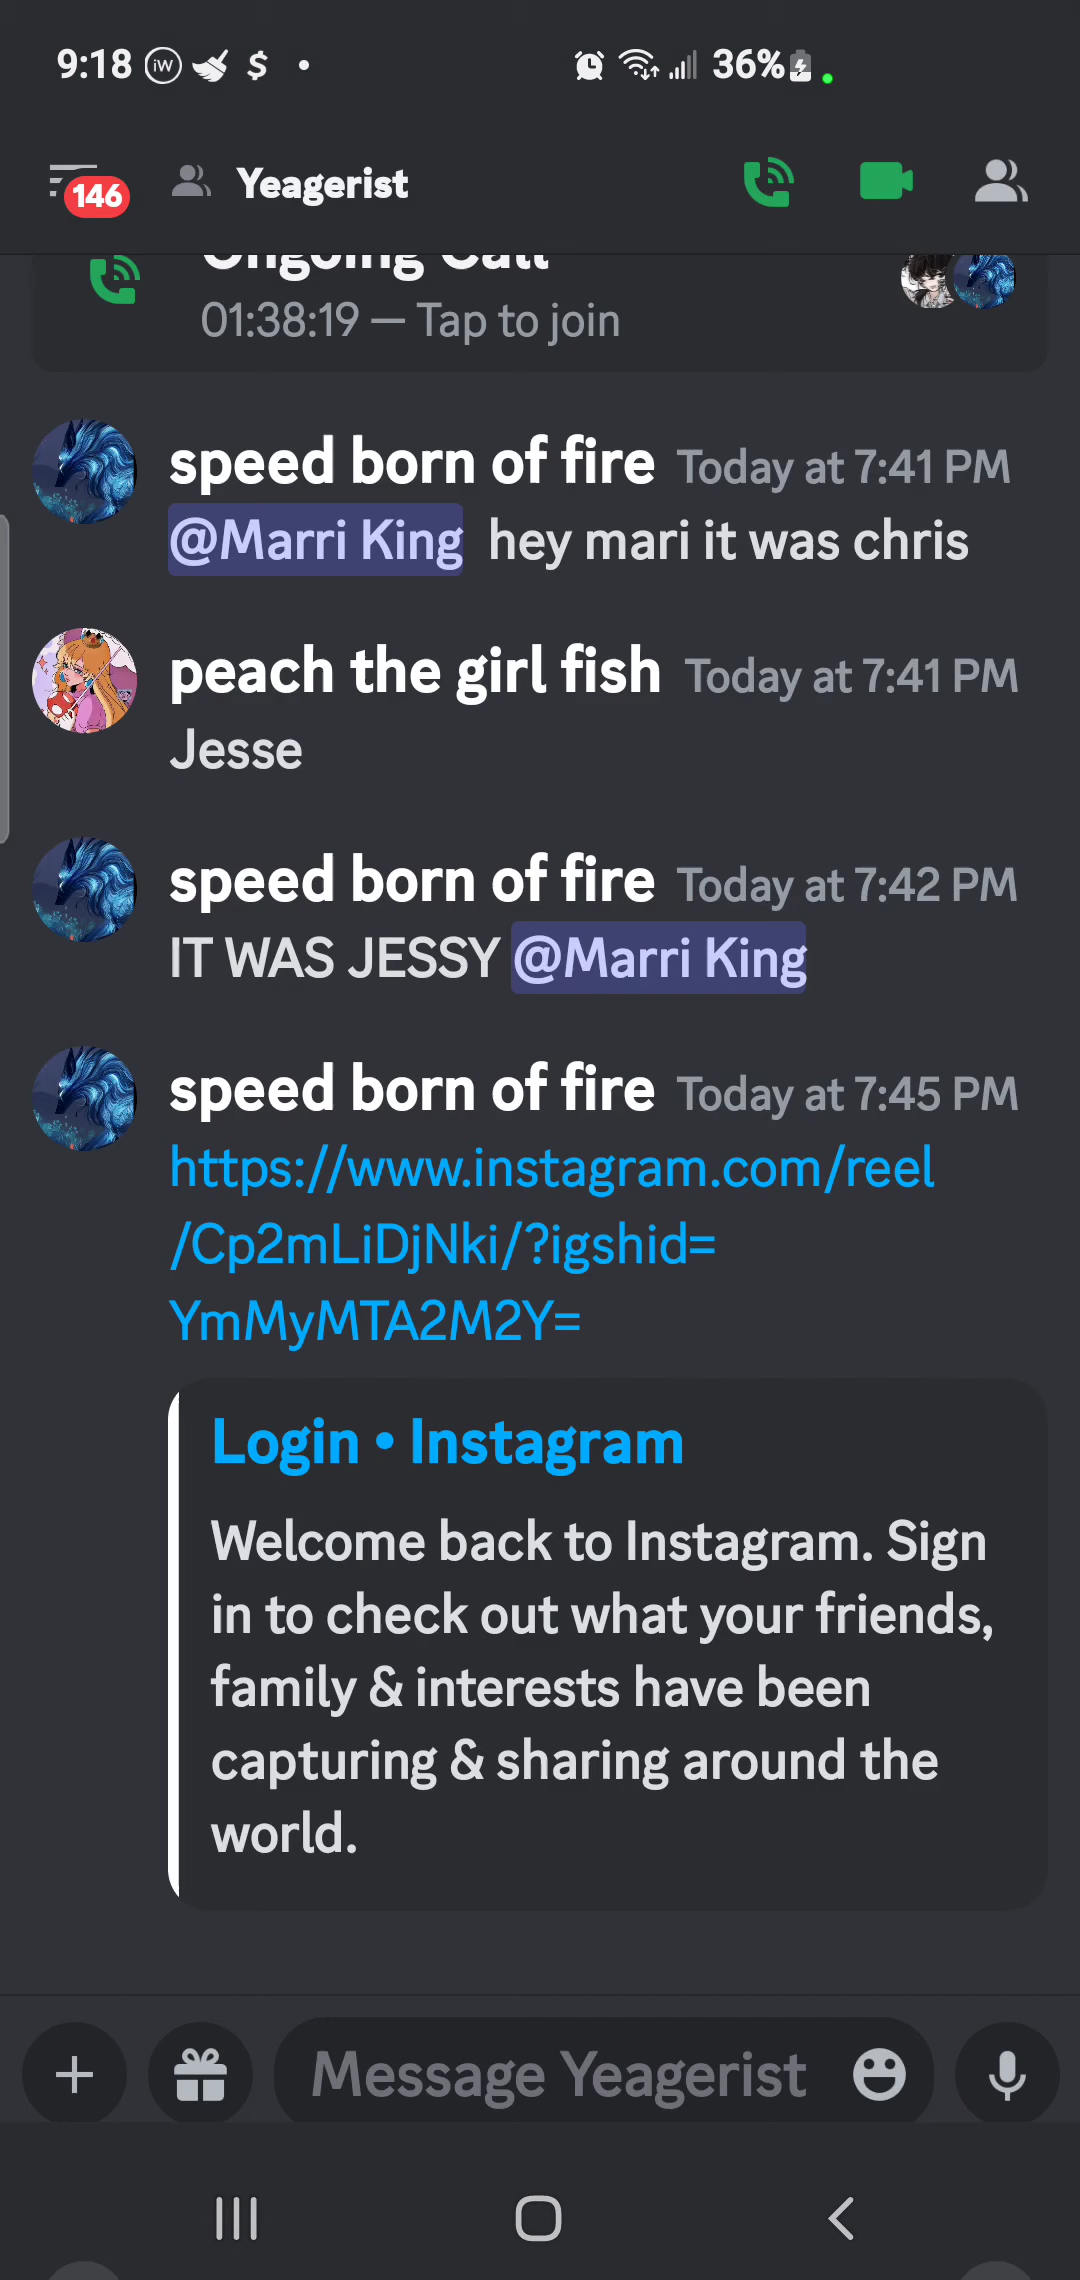 9:18 iW $ 36%
146 Yeagerist
Ongoing Call
01:38:19 — Tap to join
speed born of fire Today at 7:41 PM
@Marri King hey mari it was chris
peach the girl fish Today at 7:41 PM
Jesse
speed born of fire Today at 7:42 PM
IT WAS JESSY @Marri King
speed born of fire Today at 7:45 PM
https://www.instagram.com/reel
/Cp2mLiDjNki/?igshid=
YmMyMTA2M2Y=
Login • Instagram
Welcome back to Instagram. Sign
in to check out what your friends,
family & interests have been
capturing & sharing around the
world.
Message Yeagerist